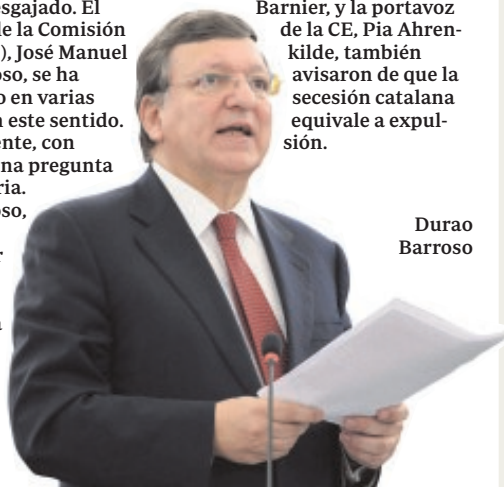 esgajado. El
de la Comisión
), José Manuel
oso, se ha
o en varias
n este sentido.
ente, con
una pregunta
ria.
oso,
r
a
Barnier, y la portavoz
de la CE, Pia Ahren-
kilde, también
avisaron de que la
secesión catalana
equivale a expul-
sión.
Durao
Barroso